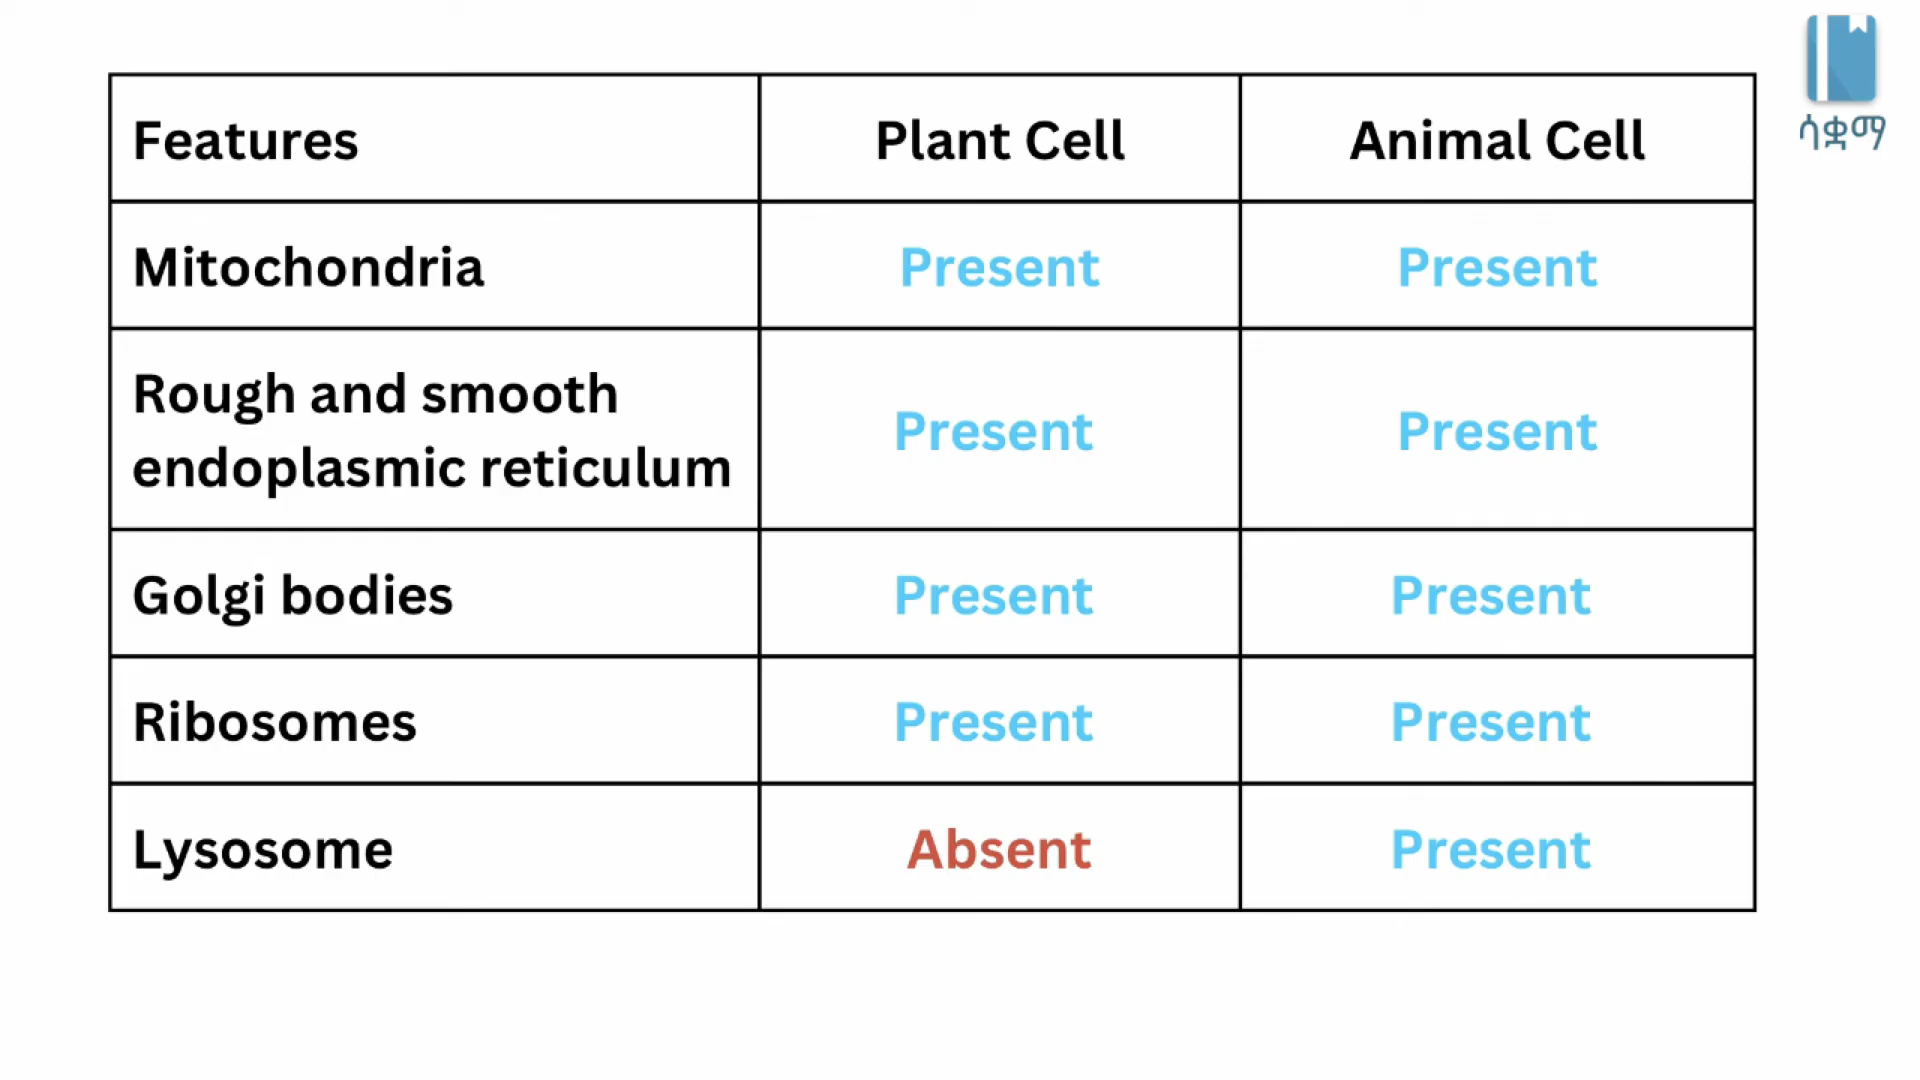 Features Plant Cell Animal Cell
Mitochondria Present Present
Rough and smooth
endoplasmic reticulum Present Present
Golgi bodies Present Present
Ribosomes Present Present
Lysosome Absent Present
ሳቋማ